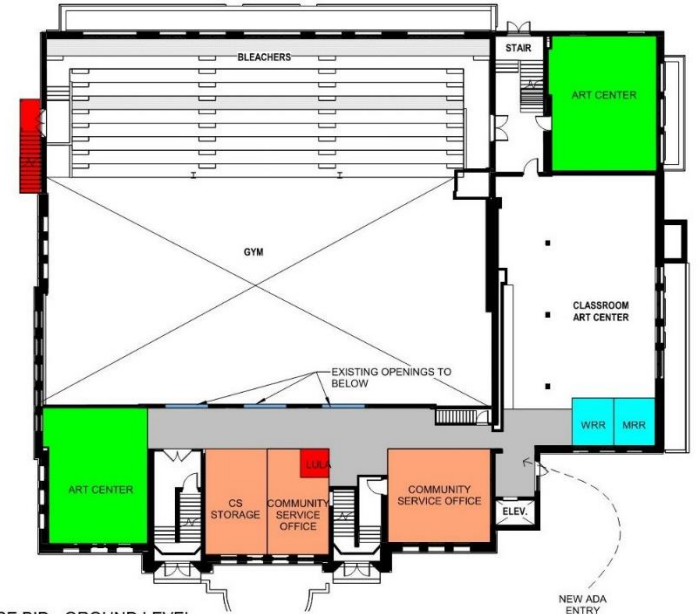 STAIR
BLEACHERS
ART CENTER
GYM
CLASSROOM
ART CENTER
EXISTING OPENINGS TO
BELOW
WRR
MRR
LULA
ART CENTER
CS
STORAGE
COMMUNITY
SERVICE
OFFICE
COMMUNITY
SERVICE OFFICE
ELEV.
NEW ADA
ENTRY
BID - GROUND LEVEL